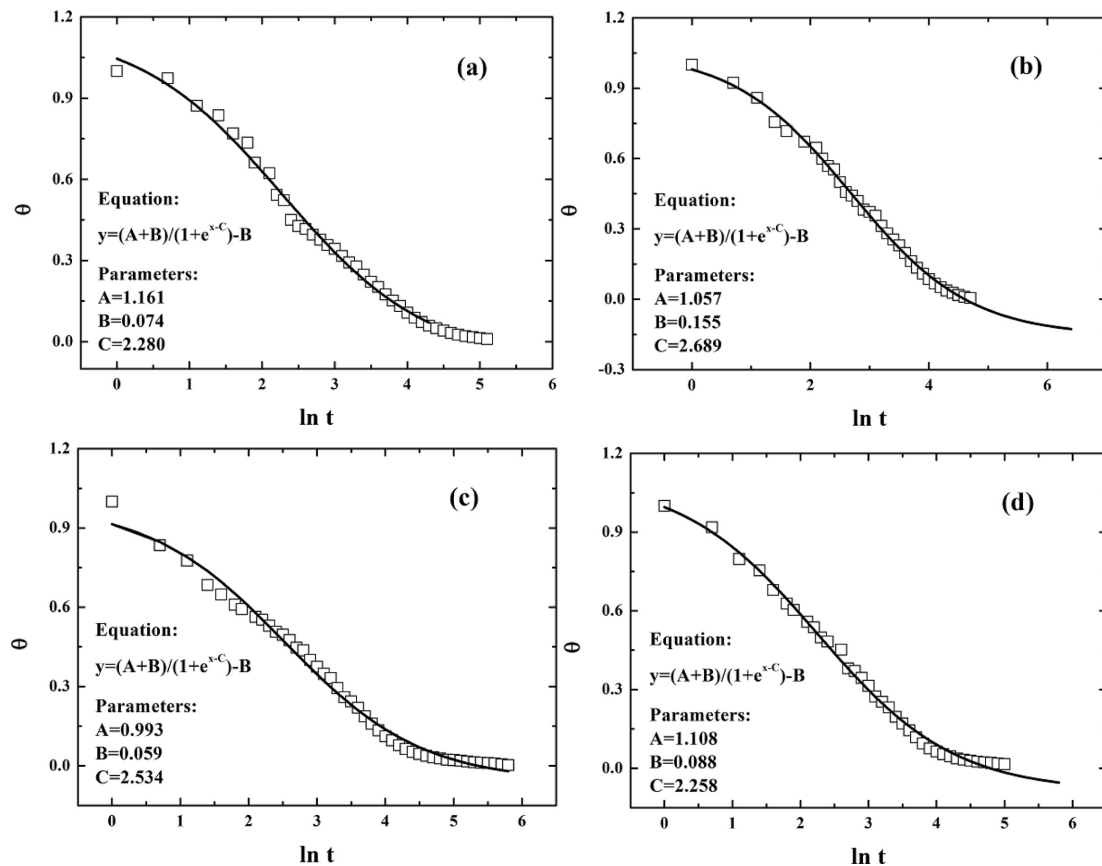 (a)
1.2
0.9
0.6
0.3
0.0
θ
Equation:
y=(A+B)/(1+e^{x-C})-B
Parameters:
A=1.161
B=0.074
C=2.280
0 1 2 3 4 5 6
ln t
(b)
1.2
0.9
0.6
0.3
0.0
-0.3
θ
Equation:
y=(A+B)/(1+e^{x-C})-B
Parameters:
A=1.057
B=0.155
C=2.689
0 2 4 6
ln t
(c)
1.2
0.9
0.6
0.3
0.0
θ
Equation:
y=(A+B)/(1+e^{x-C})-B
Parameters:
A=0.993
B=0.059
C=2.534
0 1 2 3 4 5 6
ln t
(d)
1.2
0.9
0.6
0.3
0.0
θ
Equation:
y=(A+B)/(1+e^{x-C})-B
Parameters:
A=1.108
B=0.088
C=2.258
0 1 2 3 4 5 6
ln t